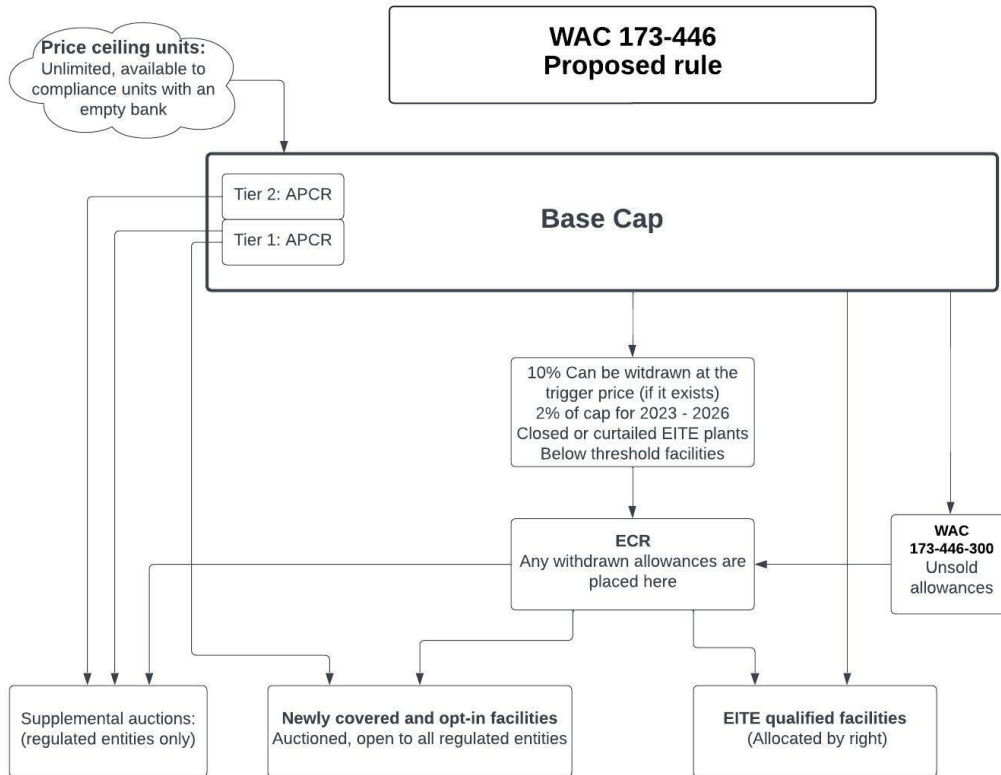 Price ceiling units:
Unlimited, available to
compliance units with an
empty bank
WAC 173-446
Proposed rule
Tier 2: APCR
Tier 1: APCR
Base Cap
10% Can be witdrawn at the
trigger price (if it exists)
2% of cap for 2023 - 2026
Closed or curtailed EITE plants
Below threshold facilities
ECR
Any withdrawn allowances are
placed here
WAC
173-446-300
Unsold
allowances
Supplemental auctions:
(regulated entities only)
Newly covered and opt-in facilities
Auctioned, open to all regulated entities
EITE qualified facilities
(Allocated by right)